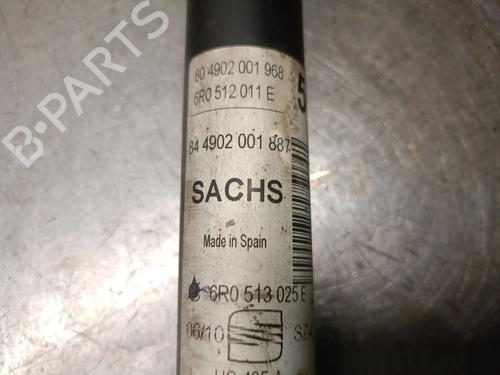 80 4902 001 968
6R0 512 011 E
5
84 4902 001 887
SACHS
Made in Spain
6R0 513 025 E
06/10
B-PARTS